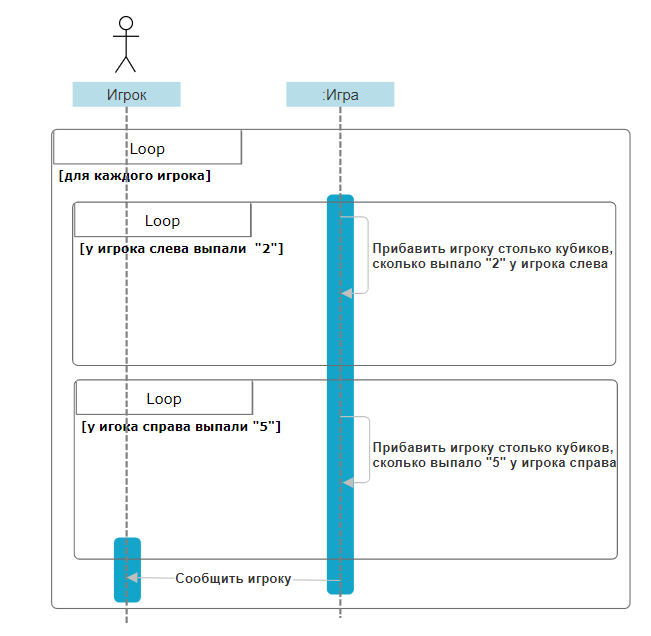 Игрок
:Игра
Loop
[для каждого игрока]
Loop
[у игрока слева выпали "2"]
Прибавить игроку столько кубиков,
сколько выпало "2" у игрока слева
Loop
[у игока справа выпали "5"]
Прибавить игроку столько кубиков,
сколько выпало "5" у игрока справа
Сообщить игроку